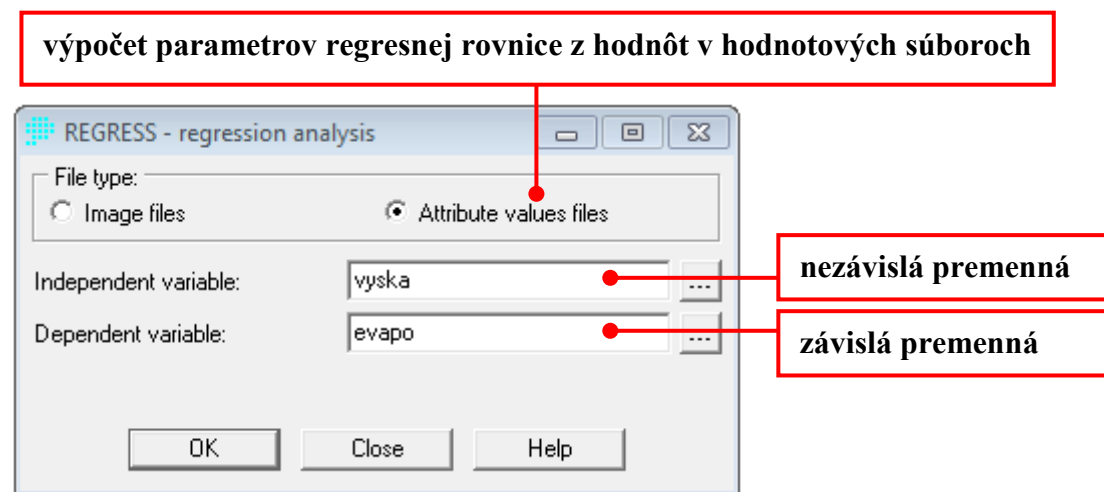 výpočet parametrov regresnej rovnice z hodnôt v hodnotových súboroch
REGRESS - regression analysis
File type:
Image files
Attribute values files
Independent variable:
vyska
...
nezávislá premenná
Dependent variable:
evapo
...
závislá premenná
OK
Close
Help